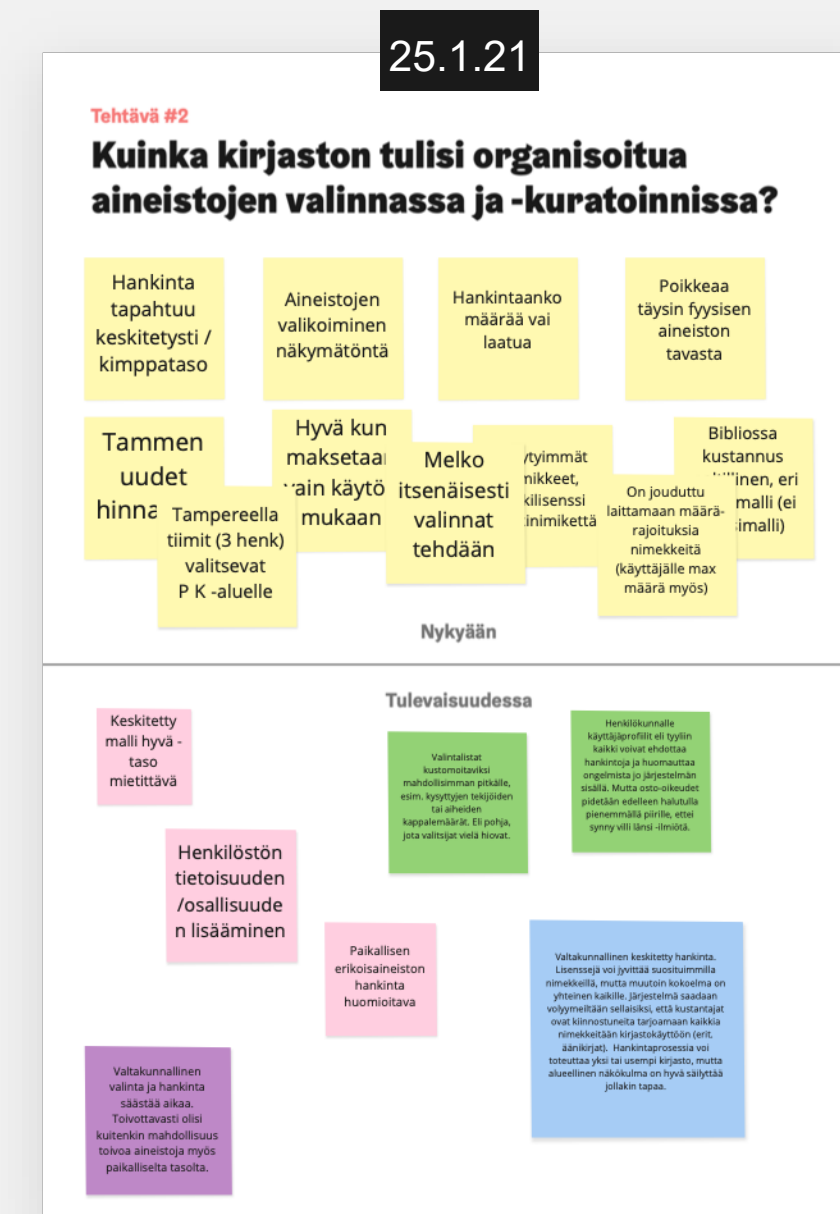 25.1.21
Tehtävä #2
Kuinka kirjaston tulisi organisoitua
aineistojen valinnassa ja -kuratoinnissa?
Hankinta
tapahtuu
keskitetysti /
kimppataso
Aineistojen
valikoiminen
näkymätöntä
Hankintaanko
määrää vai
laatua
Poikkeaa
täysin fyysisen
aineiston
tavasta
Tammen
uudet
Tampereella
tiimit (3 henk)
valitsevat
P K -aluelle
Hyvä kun
vain
mukaan
Melko
itsenäisesti
valinnat
tehdään
On jouduttu
laittamaan määrä-
rajoituksia
nimekkeitä
(käyttäjälle max
määrä myös)
Bibliossa
kustannus
eri
(ei
Nykyään
Tulevaisuudessa
Keskitetty
malli hyvä -
taso
mietittävä
Valintalistat
kustomoitaviksi
mahdollisimman pitkälle,
esim. kysyttyjen tekijöiden
tai aiheiden
kappalemäärät. Eli pohja,
jota valitsijat vielä hiovat.
Henkilökunnalle
käyttäjäprofiilit eli tyyliin
kaikki voivat ehdottaa
hankintoja ja huomauttaa
ongelmista jo järjestelmän
sisällä. Mutta osto-oikeudet
pidetään edelleen halutulla
pienemmällä piirille, ettei
synny villi länsi -ilmiötä.
Henkilöstön
tietoisuuden
/osallisuude
n lisääminen
Paikallisen
erikoisaineiston
hankinta
huomioitava
Valtakunnallinen keskitetty hankinta.
Lisenssejä voi jyvittää suosituimmilla
nimekkeillä, mutta muutoin kokoelma on
yhteinen kaikille. Järjestelmä saadaan
volyymeiltään sellaisiksi, että kustantajat
ovat kiinnostuneita tarjoamaan kaikkia
nimekkeitään kirjastokäyttöön (erit.
äänikirjat). Hankintaprosessia voi
toteuttaa yksi tai usempi kirjasto, mutta
alueellinen näkökulma on hyvä säilyttää
jollakin tapaa.
Valtakunnallinen
valinta ja hankinta
säästää aikaa.
Toivottavasti olisi
kuitenkin mahdollisuus
toivoa aineistoja myös
paikalliselta tasolta.